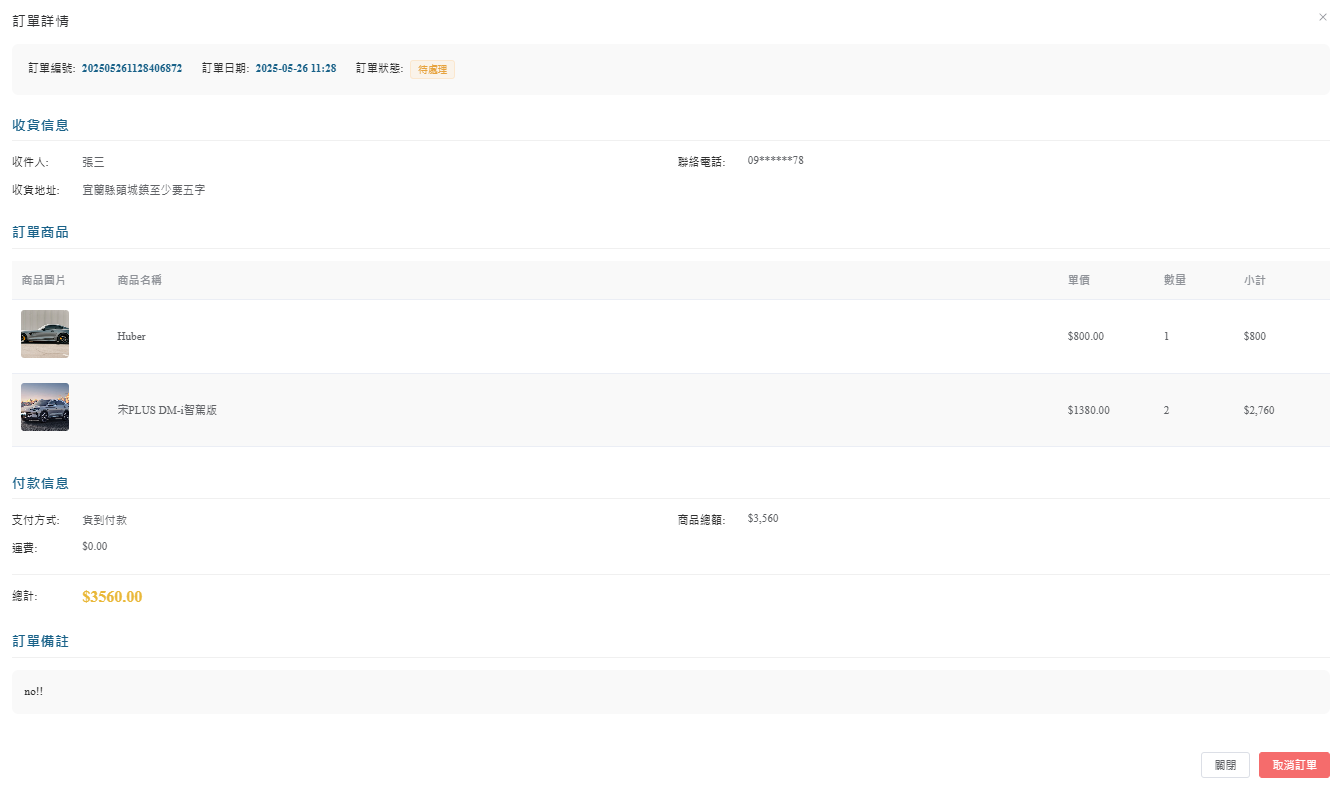 訂單詳情
訂單編號: 202505261128406872 訂單日期: 2025-05-26 11:28 訂單狀態: 待處理
收貨信息
收件人: 張三 聯絡電話: 09******78
收貨地址: 宜蘭縣頭城鎮至少要五字
訂單商品
商品圖片 商品名稱 單價 數量 小計
Huber $800.00 1 $800
宋PLUS DM-i智駕版 $1380.00 2 $2,760
付款信息
支付方式: 貨到付款 商品總額: $3,560
運費: $0.00
總計: $3560.00
訂單備註
no!!
關閉 取消訂單